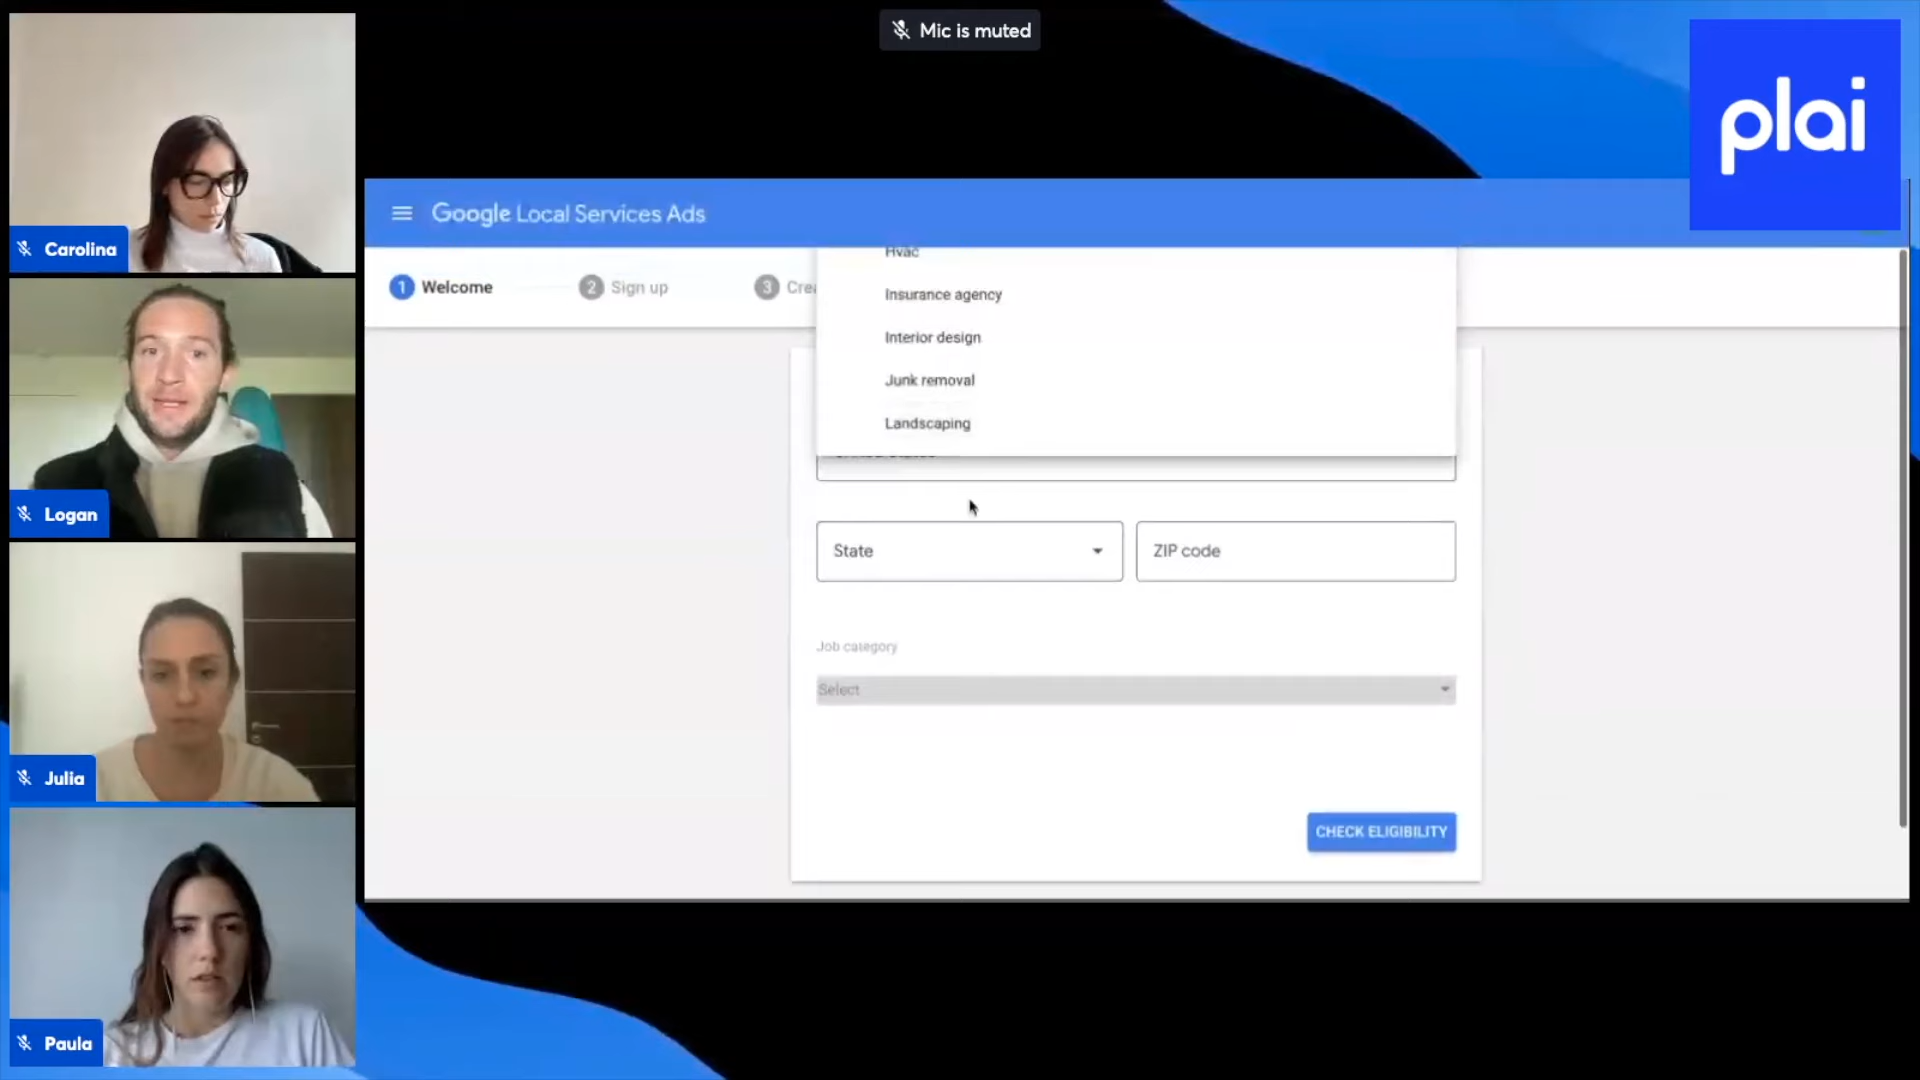 Mic is muted
plai
Carolina
Logan
Julia
Paula
Google Local Services Ads
1 Welcome
2 Sign up
3
Hvac
Insurance agency
Interior design
Junk removal
Landscaping
State
ZIP code
Job category
Select
CHECK ELIGIBILITY